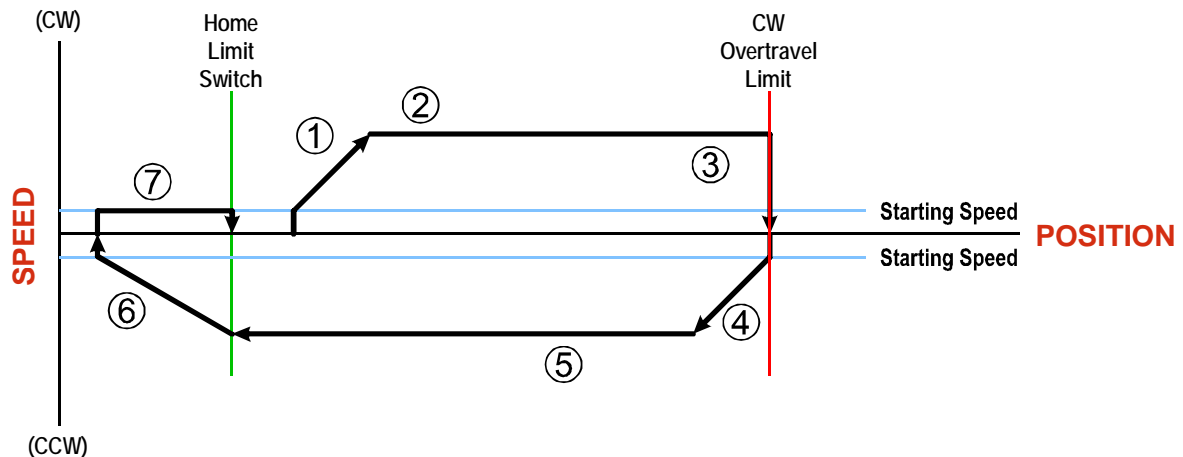 (CW)
Home
Limit
Switch
CW
Overtravel
Limit
①
②
③
⑦
Starting Speed
SPEED
POSITION
Starting Speed
⑥
④
⑤
(CCW)